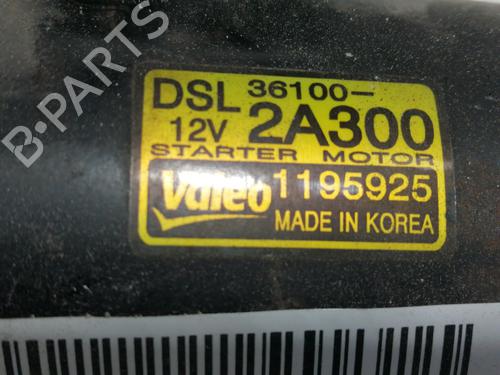 DSL 36100-
12V 2A300
STARTER MOTOR
Valeo 1195925
MADE IN KOREA
B-PARTS